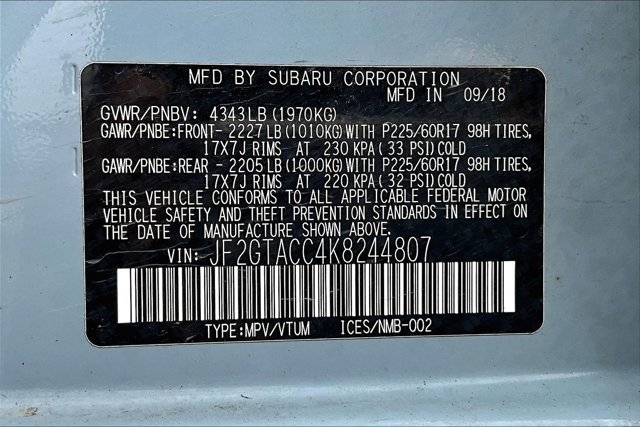 MFD BY SUBARU CORPORATION
MFD IN 09/18
GVWR/PNBV: 4343LB (1970KG)
GAWR/PNBE:FRONT- 2227LB (1010KG)WITH P225/60R17 98H TIRES,
17X7J RIMS AT 230 KPA( 33 PSI)COLD
GAWR/PNBE:REAR - 2205LB (1000KG)WITH P225/60R17 98H TIRES,
17X7J RIMS AT 220 KPA( 32 PSI)COLD
THIS VEHICLE CONFORMS TO ALL APPLICABLE FEDERAL MOTOR
VEHICLE SAFETY AND THEFT PREVENTION STANDARDS IN EFFECT ON
THE DATE OF MANUFACTURE SHOWN ABOVE.
VIN: JF2GTACC4K8244807
TYPE:MPV/VTUM ICES/NMB-002